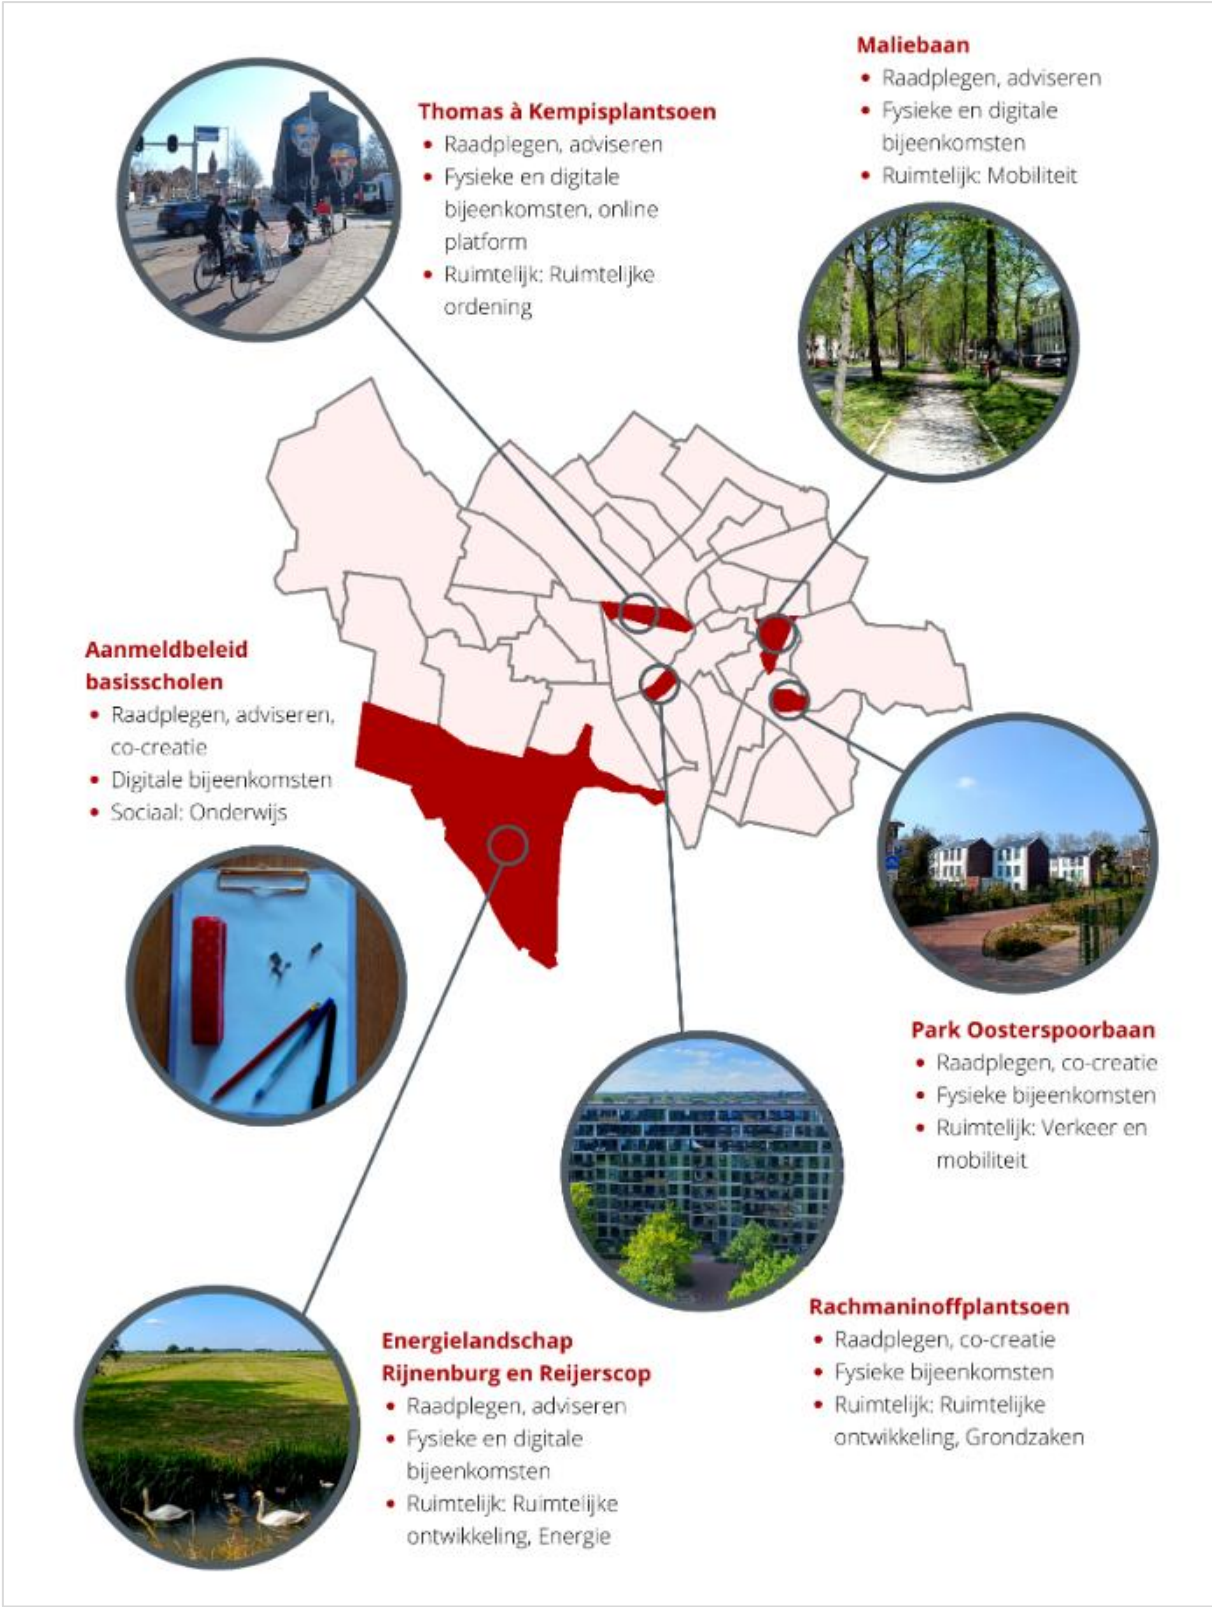 Maliebaan
• Raadplegen, adviseren
• Fysieke en digitale
bijeenkomsten
• Ruimtelijk: Mobiliteit
Thomas à Kempisplantsoen
• Raadplegen, adviseren
• Fysieke en digitale
bijeenkomsten, online
platform
• Ruimtelijk: Ruimtelijke
ordening
Aanmeldbeleid
basisscholen
• Raadplegen, adviseren,
co-creatie
• Digitale bijeenkomsten
• Sociaal: Onderwijs
Park Oosterspoorbaan
• Raadplegen, co-creatie
• Fysieke bijeenkomsten
• Ruimtelijk: Verkeer en
mobiliteit
Rachmaninoffplantsoen
• Raadplegen, co-creatie
• Fysieke bijeenkomsten
• Ruimtelijk: Ruimtelijke
ontwikkeling, Grondzaken
Energielandschap
Rijnenburg en Reijerscop
• Raadplegen, adviseren
• Fysieke en digitale
bijeenkomsten
• Ruimtelijk: Ruimtelijke
ontwikkeling, Energie